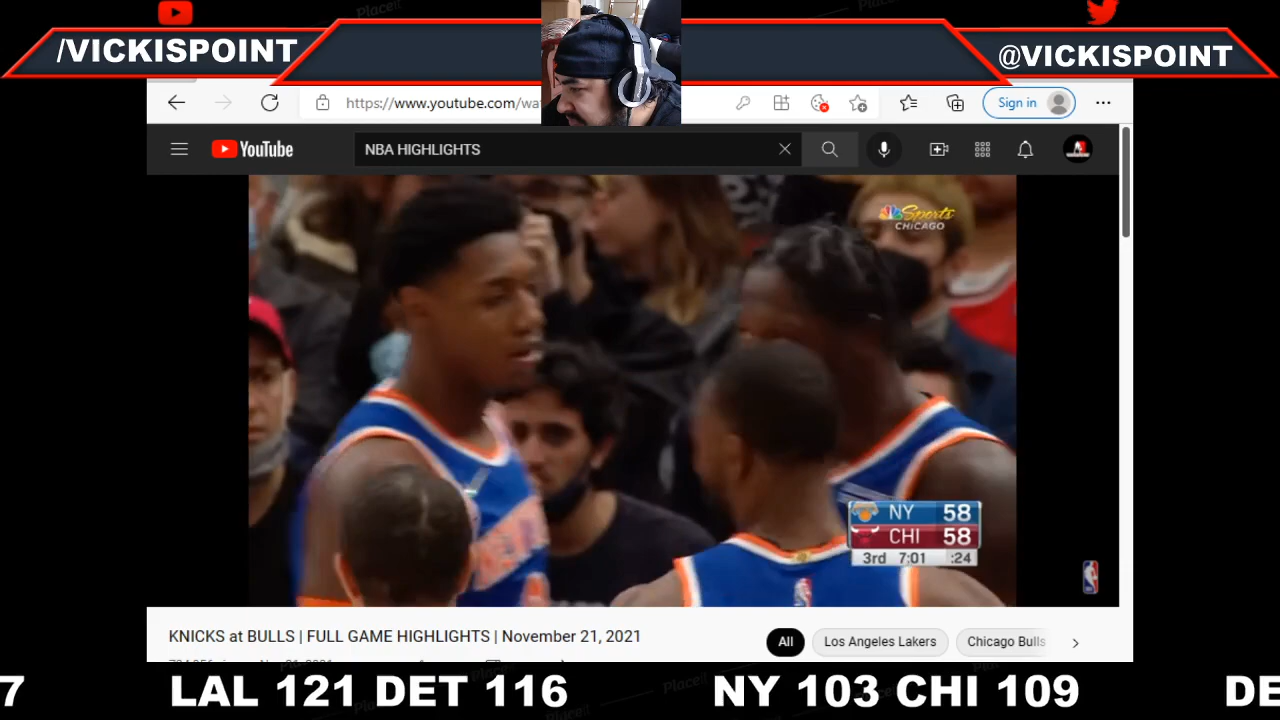 /VICKISPOINT
@VICKISPOINT
https://www.youtube.com/wa
Sign in
YouTube
NBA HIGHLIGHTS
Sports
CHICAGO
NY 58
CHI 58
3rd 7:01 :24
KNICKS at BULLS | FULL GAME HIGHLIGHTS | November 21, 2021
All
Los Angeles Lakers
Chicago Bulls
7 LAL 121 DET 116 NY 103 CHI 109 DE